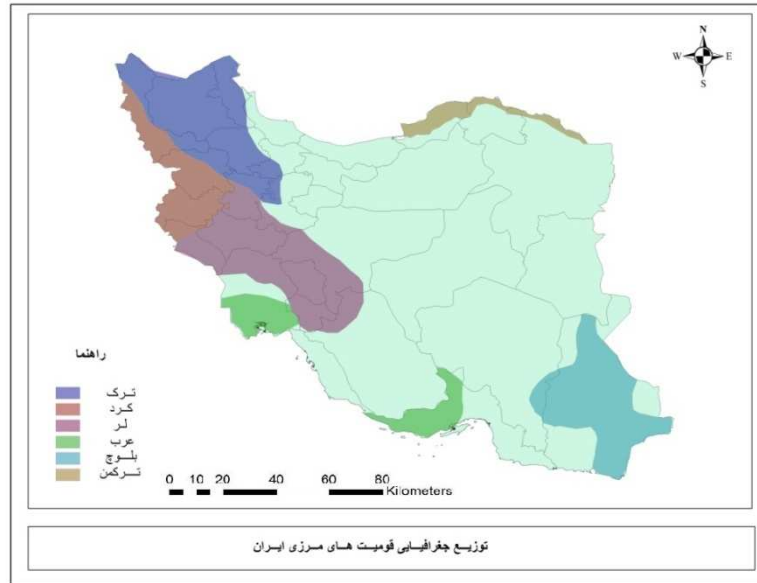 N
W E
S
راهنما
ترک
کرد
لر
عرب
بلوچ
ترکمن
0 10 20 40 60 80
Kilometers
توزیع جغرافیایی قومیت های مرزی ایران